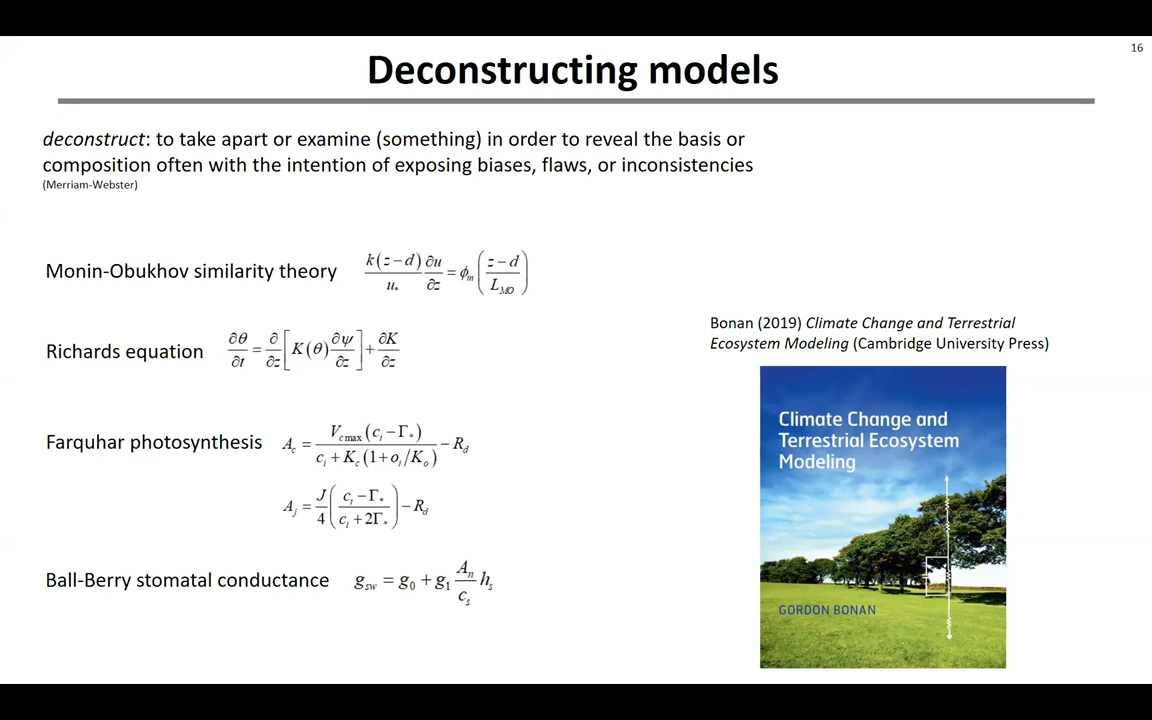 16
Deconstructing models
deconstruct: to take apart or examine (something) in order to reveal the basis or
composition often with the intention of exposing biases, flaws, or inconsistencies
(Merriam-Webster)
Monin-Obukhov similarity theory k(z−d)/u* ∂u/∂z = ϕm((z−d)/LMO)
Richards equation ∂θ/∂t = ∂/∂z[K(θ) ∂ψ/∂z] + ∂K/∂z
Farquhar photosynthesis Ac = Vcmax(ci−Γ*)/(ci+Kc(1+oi/Ko)) − Rd
Aj = J/4((ci−Γ*)/(ci+2Γ*)) − Rd
Ball-Berry stomatal conductance gsw = g0 + g1 An/cs hs
Bonan (2019) Climate Change and Terrestrial
Ecosystem Modeling (Cambridge University Press)
Climate Change and
Terrestrial Ecosystem
Modeling
GORDON BONAN